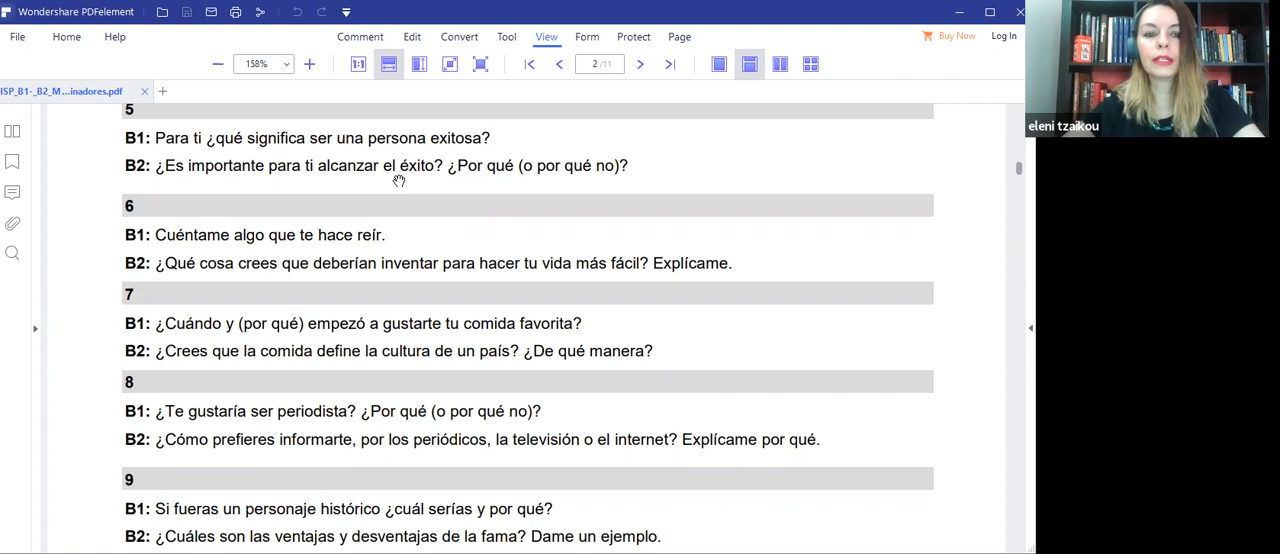 Wondershare PDFelement
File Home Help Comment Edit Convert Tool View Form Protect Page Buy Now Log In
158% 1:1 2 /11
ISP_B1-_B2_M...inadores.pdf
eleni tzaikou
5
B1: Para ti ¿qué significa ser una persona exitosa?
B2: ¿Es importante para ti alcanzar el éxito? ¿Por qué (o por qué no)?
6
B1: Cuéntame algo que te hace reír.
B2: ¿Qué cosa crees que deberían inventar para hacer tu vida más fácil? Explícame.
7
B1: ¿Cuándo y (por qué) empezó a gustarte tu comida favorita?
B2: ¿Crees que la comida define la cultura de un país? ¿De qué manera?
8
B1: ¿Te gustaría ser periodista? ¿Por qué (o por qué no)?
B2: ¿Cómo prefieres informarte, por los periódicos, la televisión o el internet? Explícame por qué.
9
B1: Si fueras un personaje histórico ¿cuál serías y por qué?
B2: ¿Cuáles son las ventajas y desventajas de la fama? Dame un ejemplo.